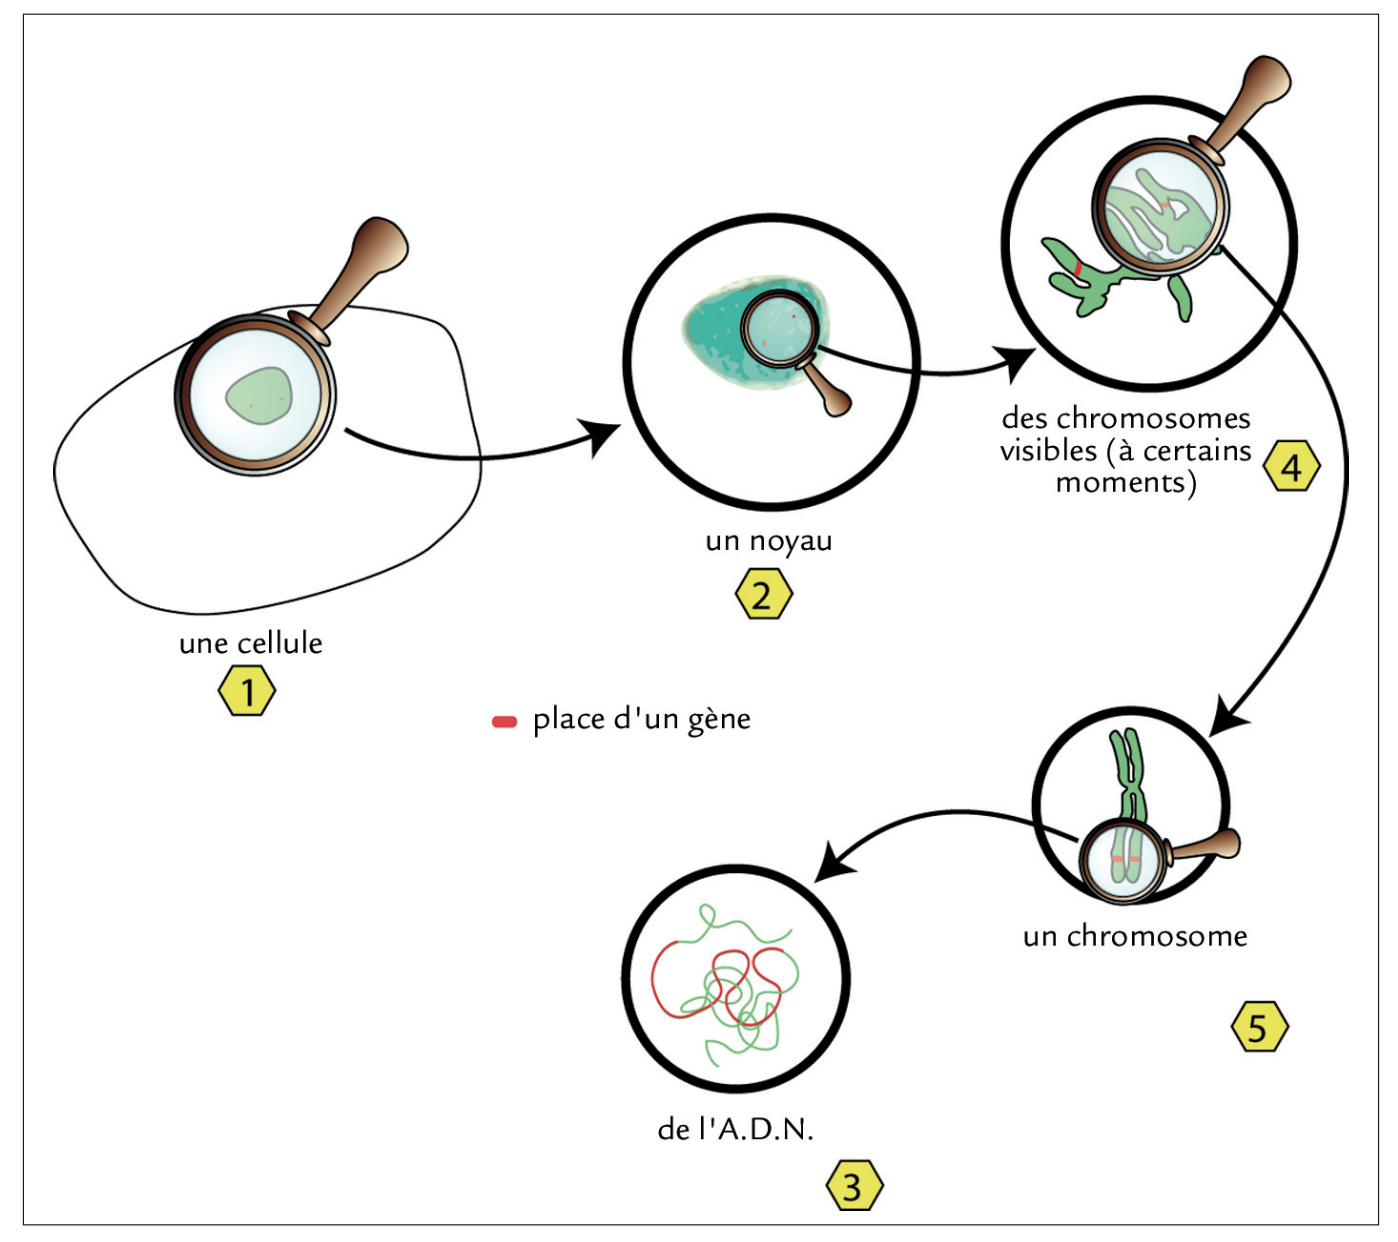 une cellule
1
un noyau
2
des chromosomes
visibles (à certains
moments)
4
place d'un gène
un chromosome
5
de l'A.D.N.
3